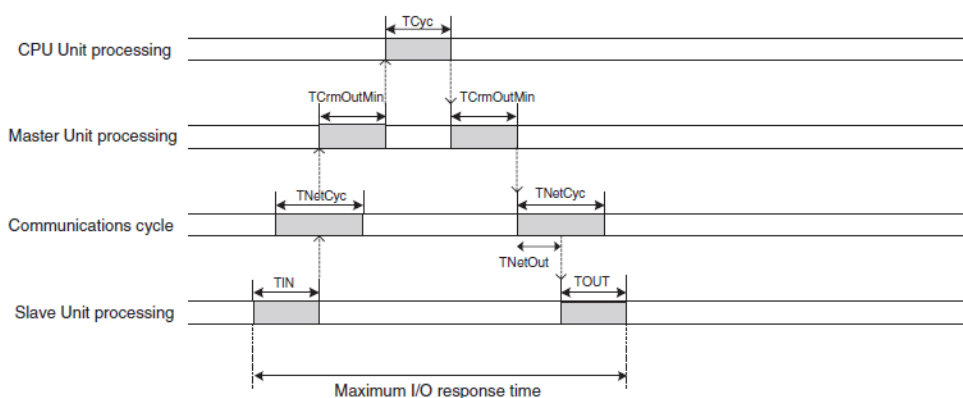 TCyc
CPU Unit processing
TCrmOutMin TCrmOutMin
Master Unit processing
TNetCyc TNetCyc
Communications cycle
TNetOut
TIN TOUT
Slave Unit processing
Maximum I/O response time